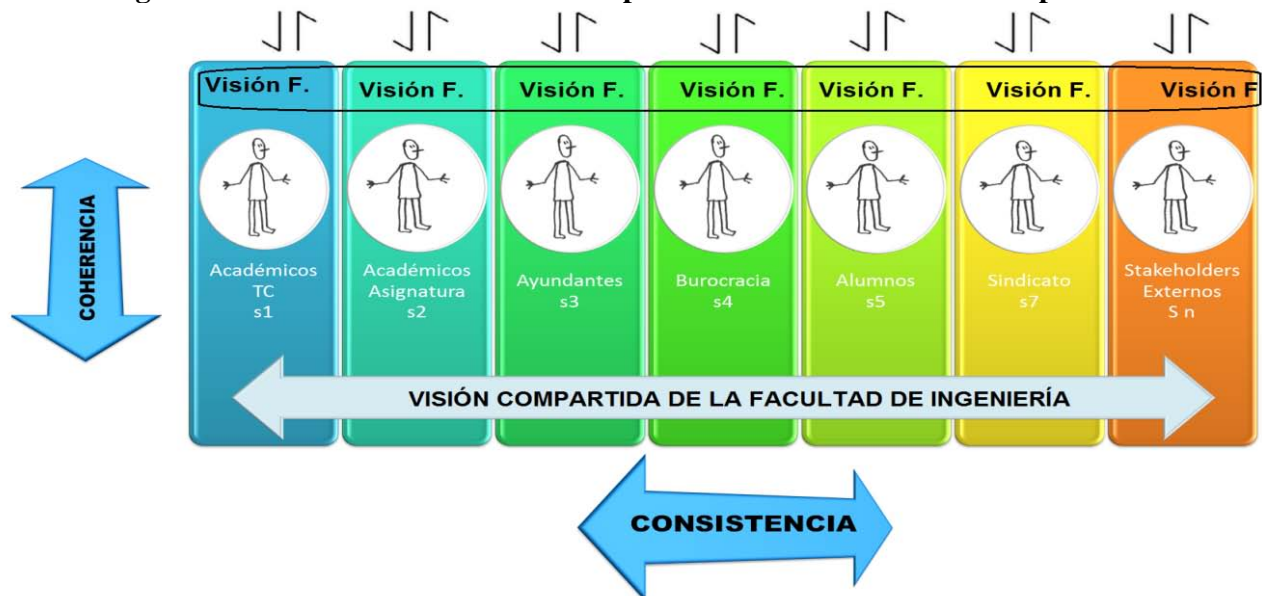 Visión F.
Visión F.
Visión F.
Visión F.
Visión F.
Visión F.
Visión F
COHERENCIA
Académicos
TC
s1
Académicos
Asignatura
s2
Ayundantes
s3
Burocracia
s4
Alumnos
s5
Sindicato
s7
Stakeholders
Externos
S n
VISIÓN COMPARTIDA DE LA FACULTAD DE INGENIERÍA
CONSISTENCIA